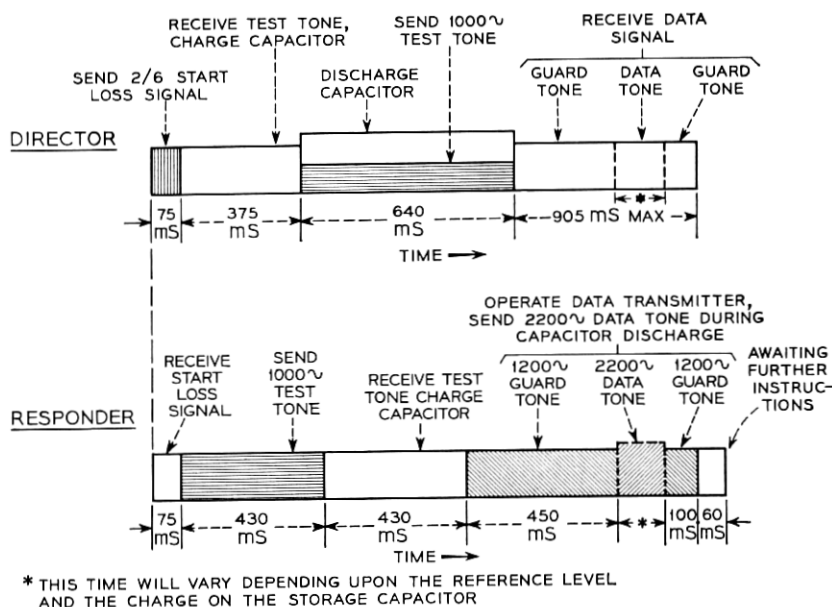 RECEIVE TEST TONE,
CHARGE CAPACITOR
SEND 1000~
TEST TONE
RECEIVE DATA
SIGNAL
SEND 2/6 START
LOSS SIGNAL
DISCHARGE
CAPACITOR
GUARD
TONE
DATA
TONE
GUARD
TONE
DIRECTOR
75
mS
375
mS
640
mS
*
905 mS MAX
TIME
OPERATE DATA TRANSMITTER,
SEND 2200~ DATA TONE DURING
CAPACITOR DISCHARGE
RECEIVE
START
LOSS
SIGNAL
SEND
1000~
TEST
TONE
RECEIVE TEST
TONE CHARGE
CAPACITOR
1200~
GUARD
TONE
2200~
DATA
TONE
1200~
GUARD
TONE
AWAITING
FURTHER
INSTRUC-
TIONS
RESPONDER
75
mS
430
mS
430
mS
450
mS
*
100
mS
60
mS
TIME
* THIS TIME WILL VARY DEPENDING UPON THE REFERENCE LEVEL
AND THE CHARGE ON THE STORAGE CAPACITOR